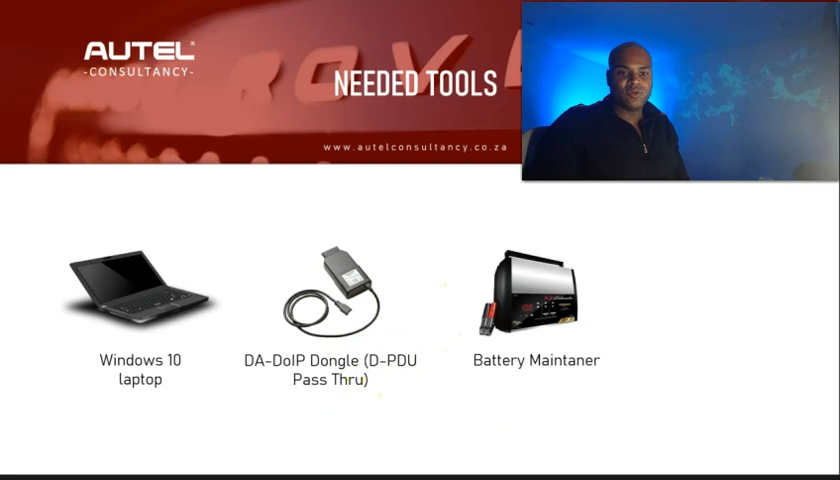 AUTEL
-CONSULTANCY-
NEEDED TOOLS
www.autelconsultancy.co.za
Windows 10
laptop
DA-DoIP Dongle (D-PDU
Pass Thru)
Battery Maintaner